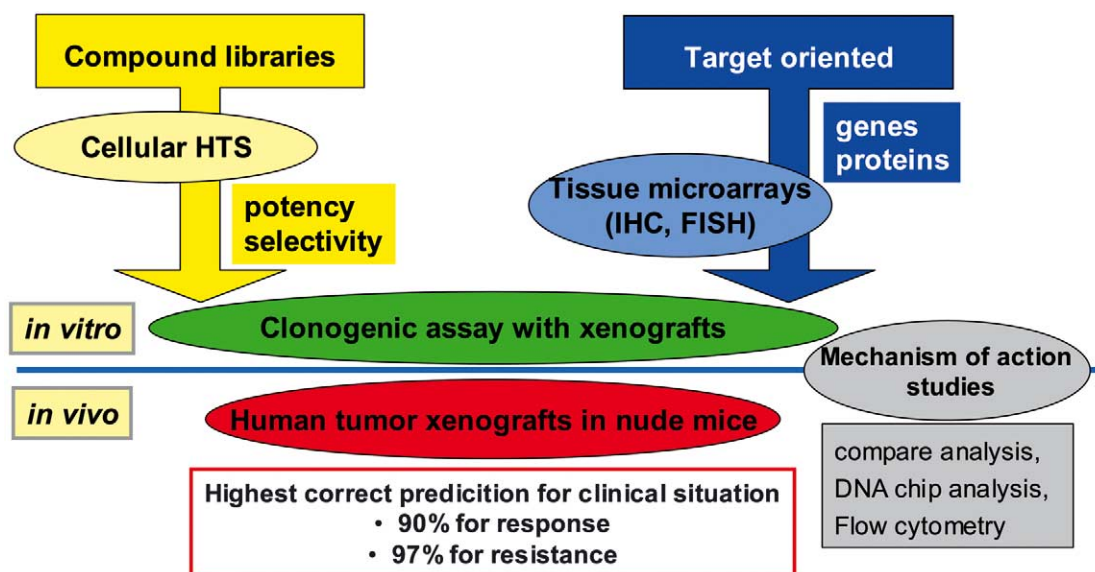 Compound libraries
Target oriented
Cellular HTS
genes
proteins
Tissue microarrays
(IHC, FISH)
potency
selectivity
in vitro
Clonogenic assay with xenografts
Mechanism of action
studies
in vivo
Human tumor xenografts in nude mice
compare analysis,
DNA chip analysis,
Flow cytometry
Highest correct predicition for clinical situation
• 90% for response
• 97% for resistance